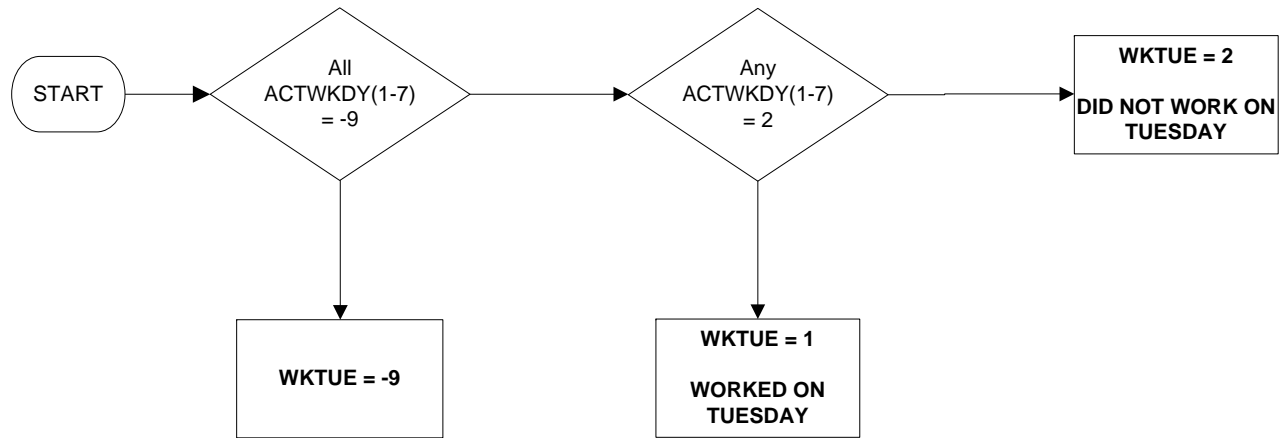 START
All
ACTWKDY(1-7)
= -9
Any
ACTWKDY(1-7)
= 2
WKTUE = 2
DID NOT WORK ON
TUESDAY
WKTUE = -9
WKTUE = 1
WORKED ON
TUESDAY